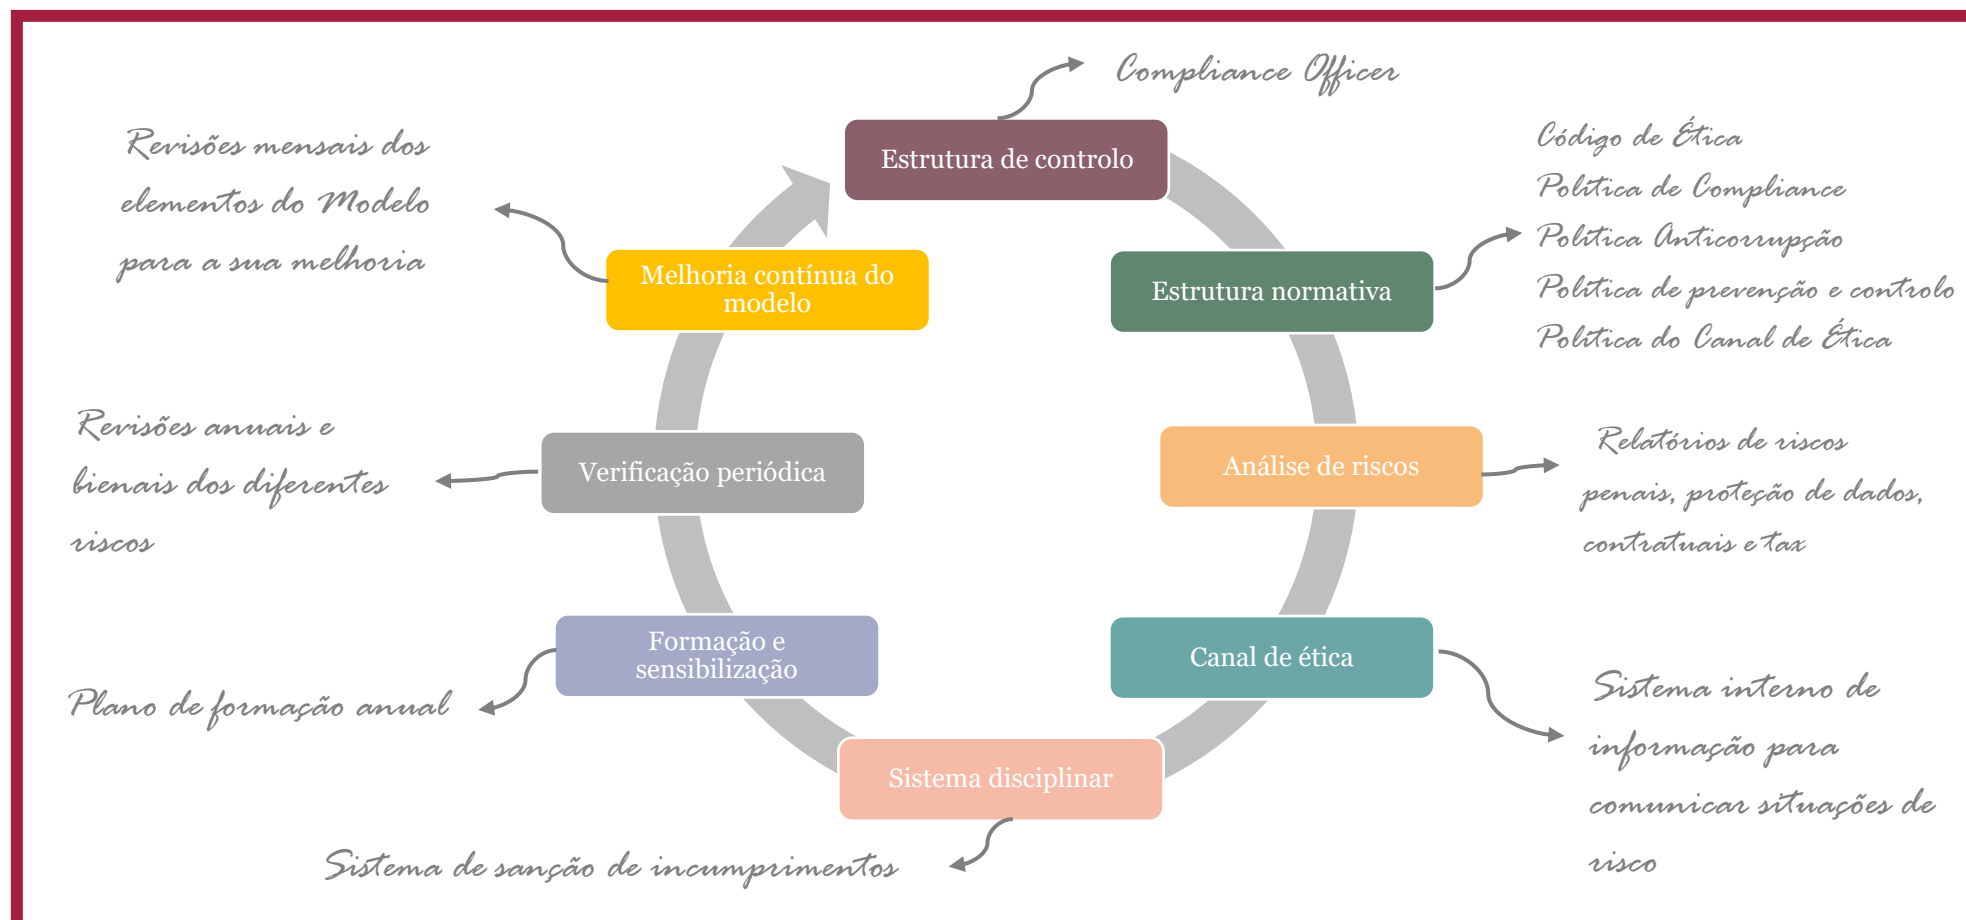 Compliance Officer
Estrutura de controlo
Código de Ética
Política de Compliance
Política Anticorrupção
Política de prevenção e controlo
Política do Canal de Ética
Estrutura normativa
Análise de riscos
Relatórios de riscos
penais, proteção de dados,
contratuais e tax
Canal de ética
Sistema interno de
informação para
comunicar situações de
risco
Sistema disciplinar
Sistema de sanção de incumprimentos
Formação e
sensibilização
Plano de formação anual
Verificação periódica
Revisões anuais e
bienais dos diferentes
riscos
Melhoria contínua do
modelo
Revisões mensais dos
elementos do Modelo
para a sua melhoria